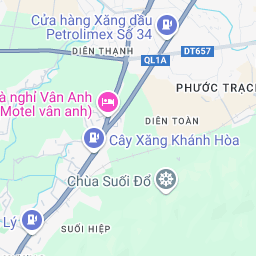 Cửa hàng Xăng dầu
Petrolimex Số 34
DIÊN THẠNH
DT657
QL1A
PHƯỚC TRẠCH
à nghỉ Vân Anh
Motel vân anh)
DIÊN TOÀN
Cây Xăng Khánh Hòa
Chùa Suối Đổ
Lý
SUỐI HIỆP